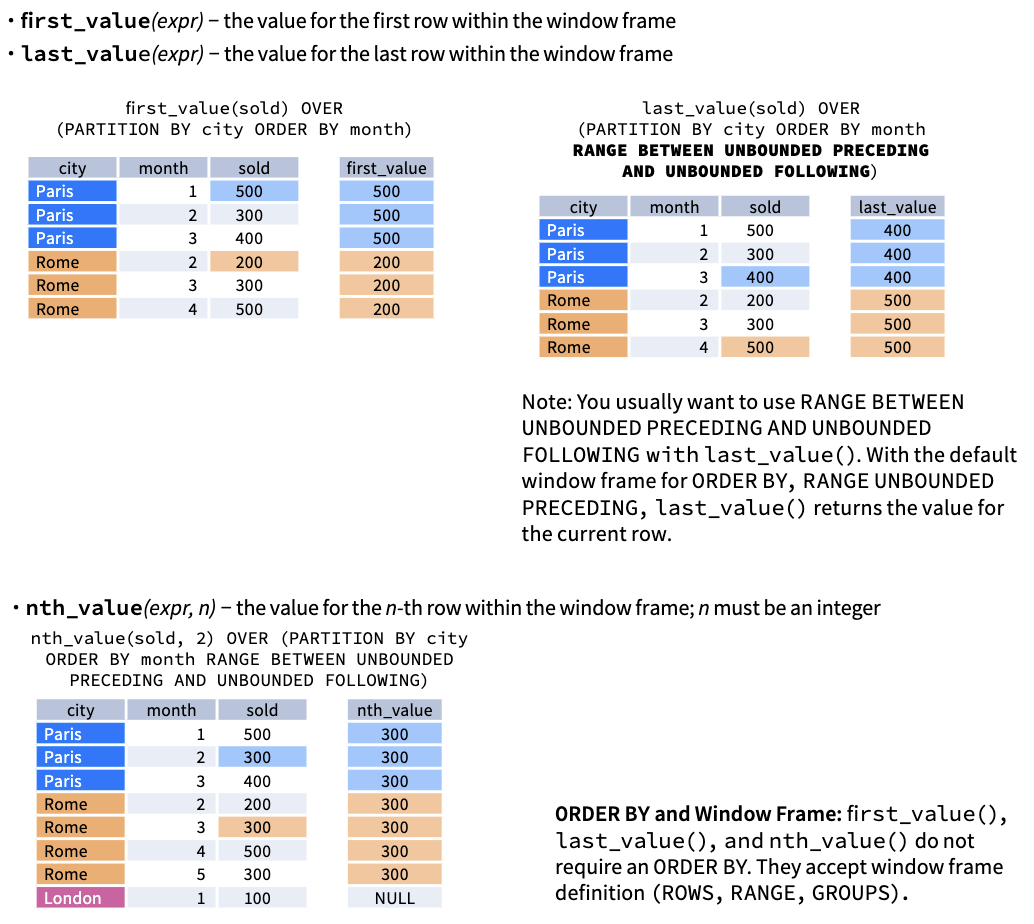 • first_value(expr) – the value for the first row within the window frame
• last_value(expr) – the value for the last row within the window frame
first_value(sold) OVER
(PARTITION BY city ORDER BY month)
city month sold first_value
Paris 1 500 500
Paris 2 300 500
Paris 3 400 500
Rome 2 200 200
Rome 3 300 200
Rome 4 500 200
last_value(sold) OVER
(PARTITION BY city ORDER BY month
RANGE BETWEEN UNBOUNDED PRECEDING
AND UNBOUNDED FOLLOWING)
city month sold last_value
Paris 1 500 400
Paris 2 300 400
Paris 3 400 400
Rome 2 200 500
Rome 3 300 500
Rome 4 500 500
Note: You usually want to use RANGE BETWEEN
UNBOUNDED PRECEDING AND UNBOUNDED
FOLLOWING with last_value(). With the default
window frame for ORDER BY, RANGE UNBOUNDED
PRECEDING, last_value() returns the value for
the current row.
• nth_value(expr, n) – the value for the n-th row within the window frame; n must be an integer
nth_value(sold, 2) OVER (PARTITION BY city
ORDER BY month RANGE BETWEEN UNBOUNDED
PRECEDING AND UNBOUNDED FOLLOWING)
city month sold nth_value
Paris 1 500 300
Paris 2 300 300
Paris 3 400 300
Rome 2 200 300
Rome 3 300 300
Rome 4 500 300
Rome 5 300 300
London 1 100 NULL
ORDER BY and Window Frame: first_value(),
last_value(), and nth_value() do not
require an ORDER BY. They accept window frame
definition (ROWS, RANGE, GROUPS).